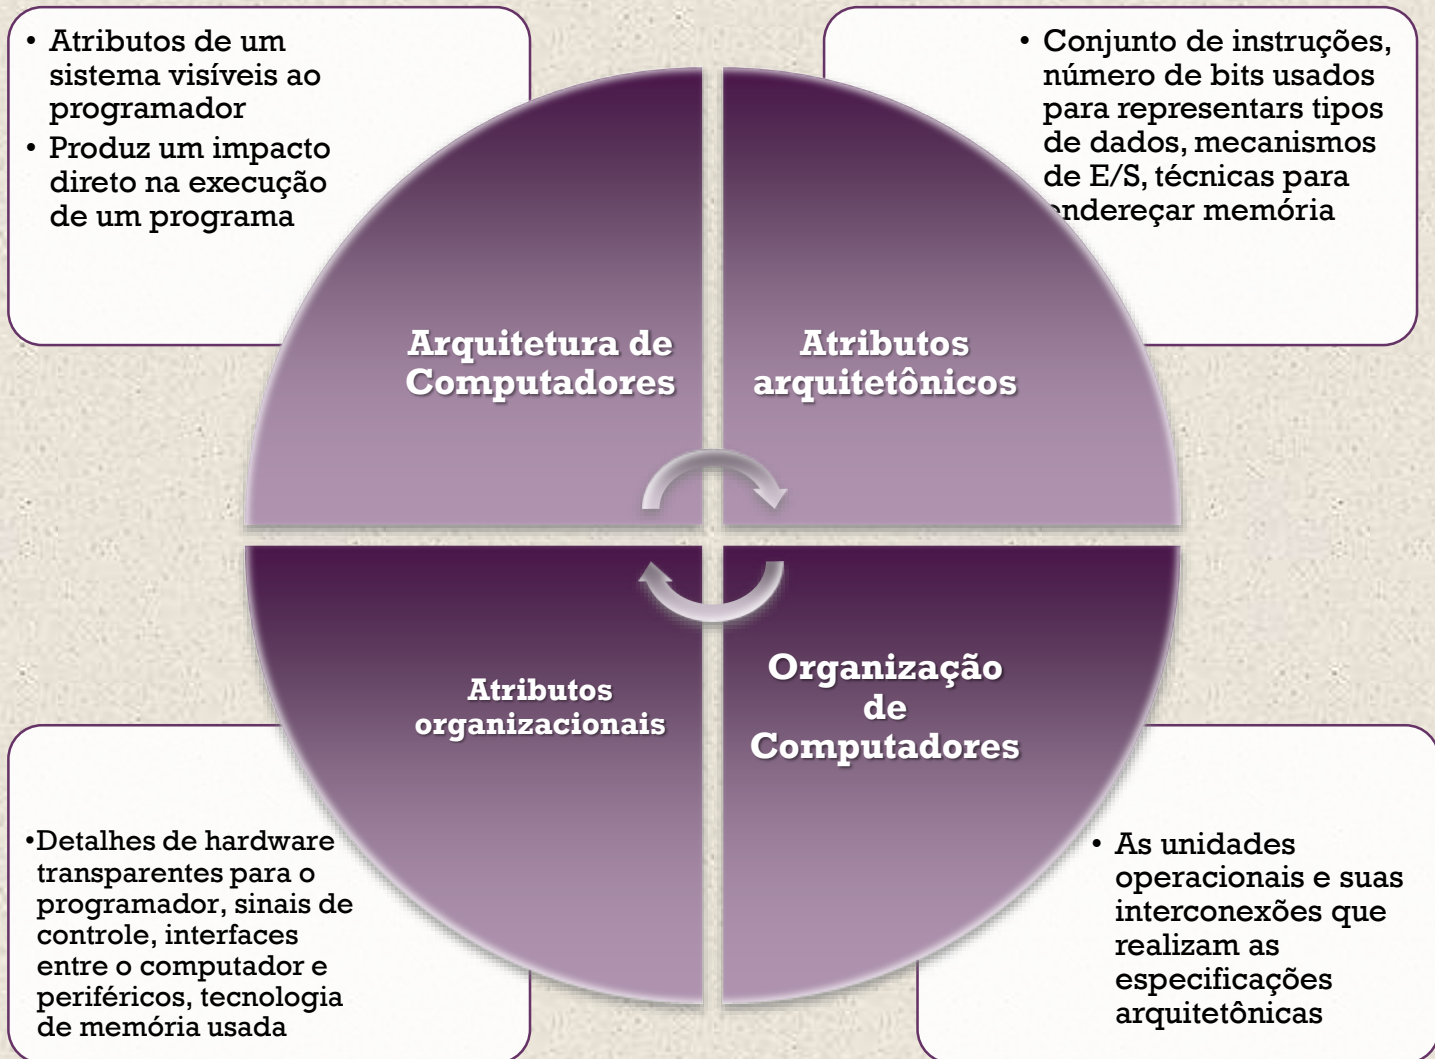 • Atributos de um
sistema visíveis ao
programador
• Produz um impacto
direto na execução
de um programa
• Conjunto de instruções,
número de bits usados
para representars tipos
de dados, mecanismos
de E/S, técnicas para
endereçar memória
Arquitetura de
Computadores
Atributos
arquitetônicos
Atributos
organizacionais
Organização
de
Computadores
•Detalhes de hardware
transparentes para o
programador, sinais de
controle, interfaces
entre o computador e
periféricos, tecnologia
de memória usada
• As unidades
operacionais e suas
interconexões que
realizam as
especificações
arquitetônicas